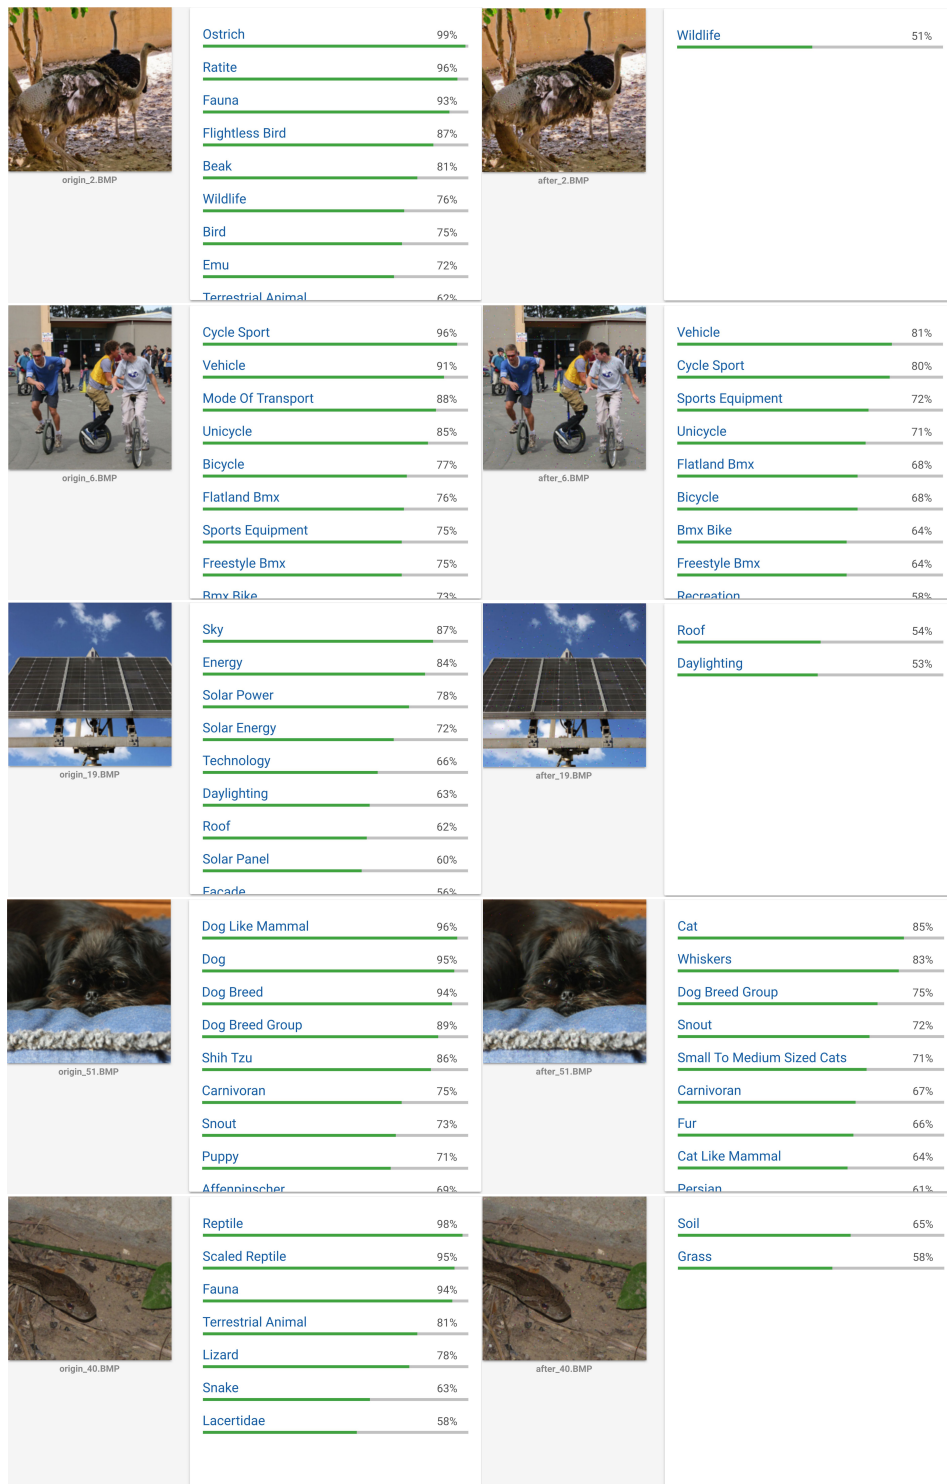 Ostrich 99%
Ratite 96%
Fauna 93%
Flightless Bird 87%
Beak 81%
Wildlife 76%
Bird 75%
Emu 72%
Terrestrial Animal 62%
origin_2.BMP
Wildlife 51%
after_2.BMP
Cycle Sport 96%
Vehicle 91%
Mode Of Transport 88%
Unicycle 85%
Bicycle 77%
Flatland Bmx 76%
Sports Equipment 75%
Freestyle Bmx 75%
Bmx Bike 73%
origin_6.BMP
Vehicle 81%
Cycle Sport 80%
Sports Equipment 72%
Unicycle 71%
Flatland Bmx 68%
Bicycle 68%
Bmx Bike 64%
Freestyle Bmx 64%
Recreation 58%
after_6.BMP
Sky 87%
Energy 84%
Solar Power 78%
Solar Energy 72%
Technology 66%
Daylighting 63%
Roof 62%
Solar Panel 60%
Facade 56%
origin_19.BMP
Roof 54%
Daylighting 53%
after_19.BMP
Dog Like Mammal 96%
Dog 95%
Dog Breed 94%
Dog Breed Group 89%
Shih Tzu 86%
Carnivoran 75%
Snout 73%
Puppy 71%
Affenpinscher 69%
origin_51.BMP
Cat 85%
Whiskers 83%
Dog Breed Group 75%
Snout 72%
Small To Medium Sized Cats 71%
Carnivoran 67%
Fur 66%
Cat Like Mammal 64%
Persian 61%
after_51.BMP
Reptile 98%
Scaled Reptile 95%
Fauna 94%
Terrestrial Animal 81%
Lizard 78%
Snake 63%
Lacertidae 58%
origin_40.BMP
Soil 65%
Grass 58%
after_40.BMP